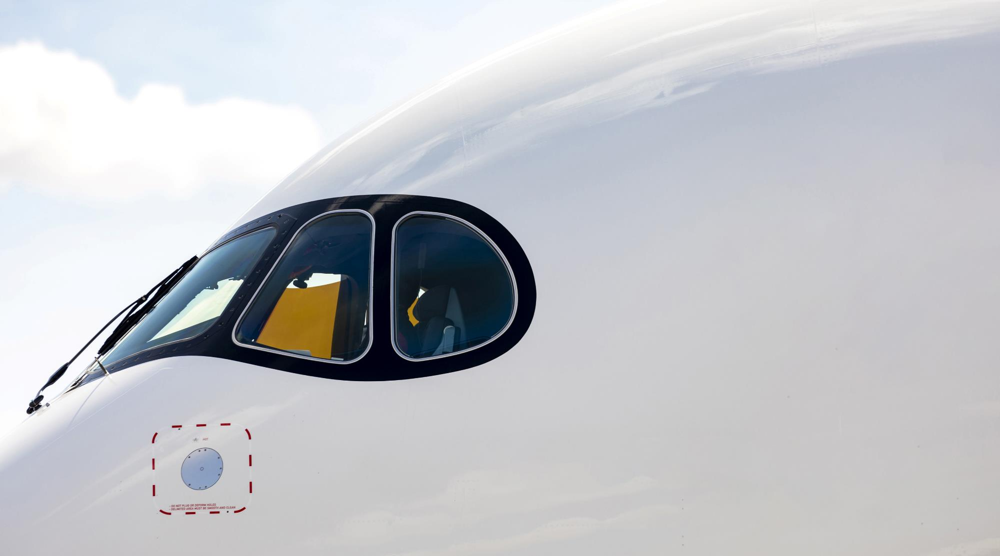 HOT
- DO NOT PLUG OR DEFORM HOLES
- DELIMITED AREA MUST BE SMOOTH AND CLEAN